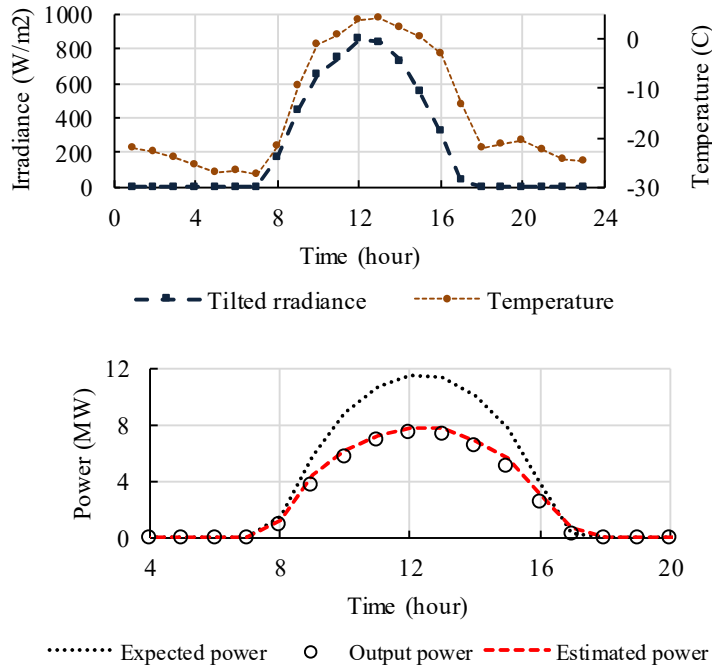 Irradiance (W/m2)
1000
800
600
400
200
0
0
-10
-20
-30
Temperature (C)
0 4 8 12 16 20 24
Time (hour)
Tilted rradiance Temperature
Power (MW)
12
8
4
0
4 8 12 16 20
Time (hour)
Expected power Output power Estimated power